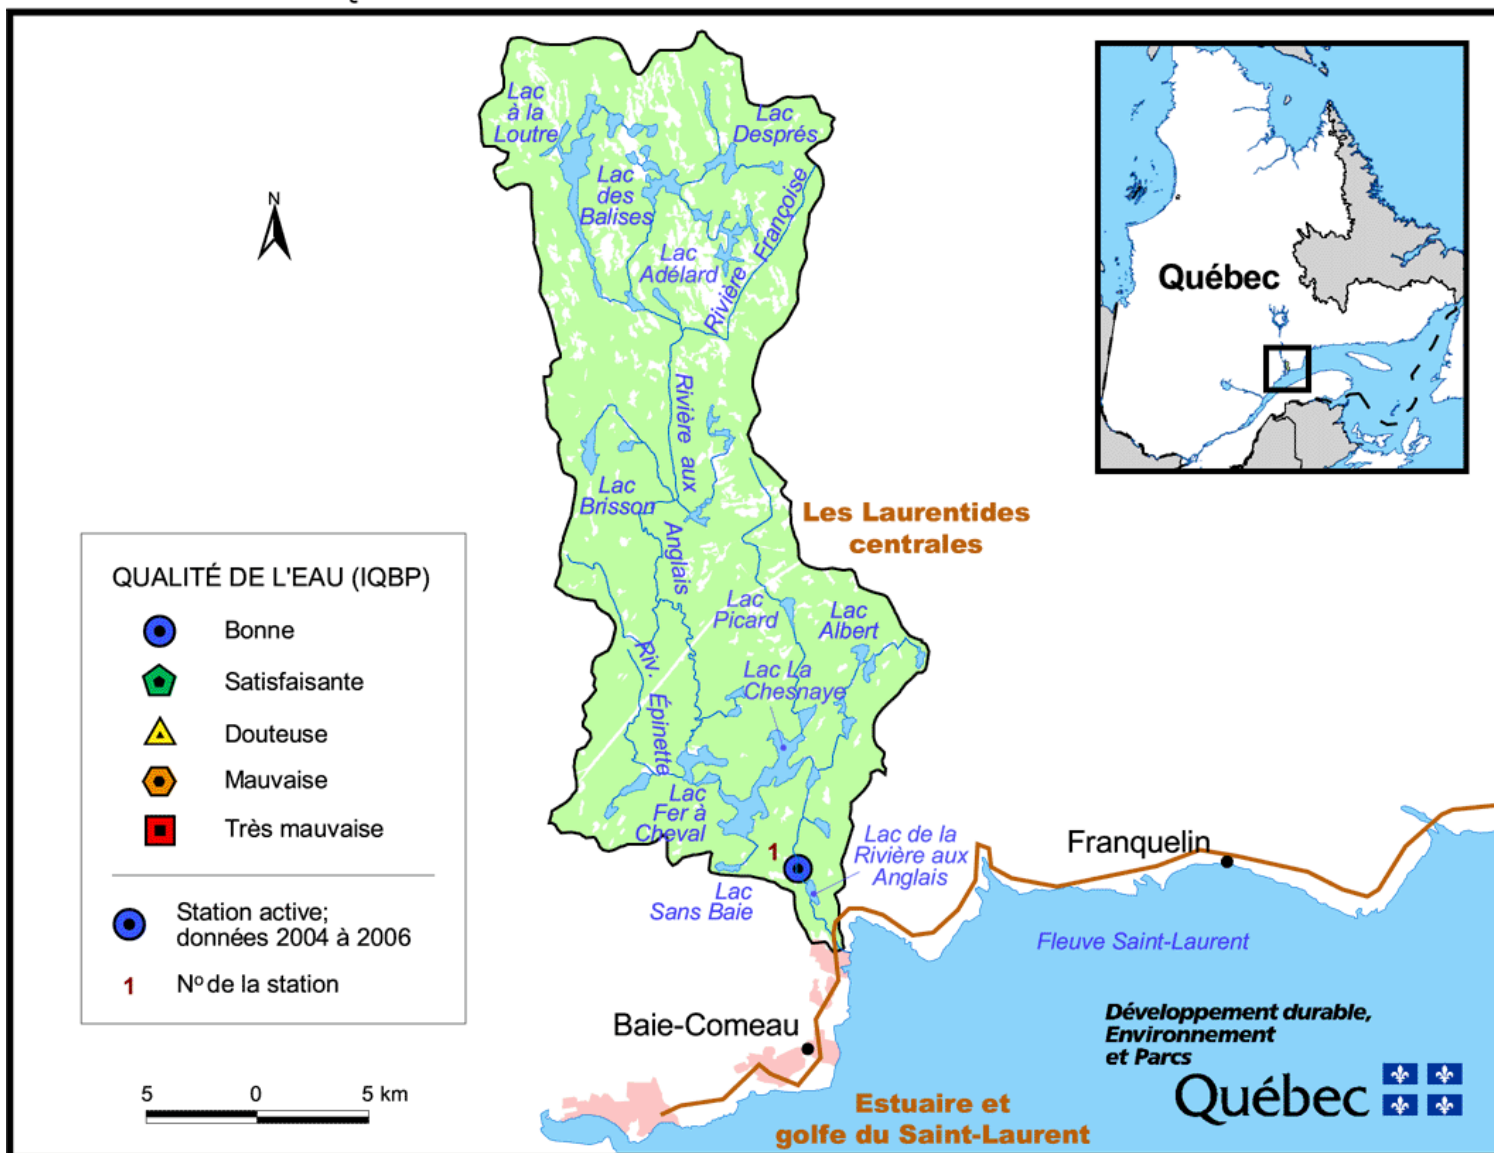 Lac
à la
Loutre
Lac
Després
Lac
des
Balises
Rivière Françoise
Lac
Adélard
N
Québec
Rivière aux Anglais
Lac
Brisson
Les Laurentides
centrales
QUALITÉ DE L'EAU (IQBP)
Bonne
Satisfaisante
Douteuse
Mauvaise
Très mauvaise
Station active;
données 2004 à 2006
1 Nº de la station
Lac
Picard
Lac
Albert
Lac La
Chesnaye
Riv. Épinette
Lac
Fer à
Cheval
1
Lac de la
Rivière aux
Anglais
Lac
Sans Baie
Franquelin
Fleuve Saint-Laurent
Baie-Comeau
5 0 5 km
Estuaire et
golfe du Saint-Laurent
Développement durable,
Environnement
et Parcs
Québec